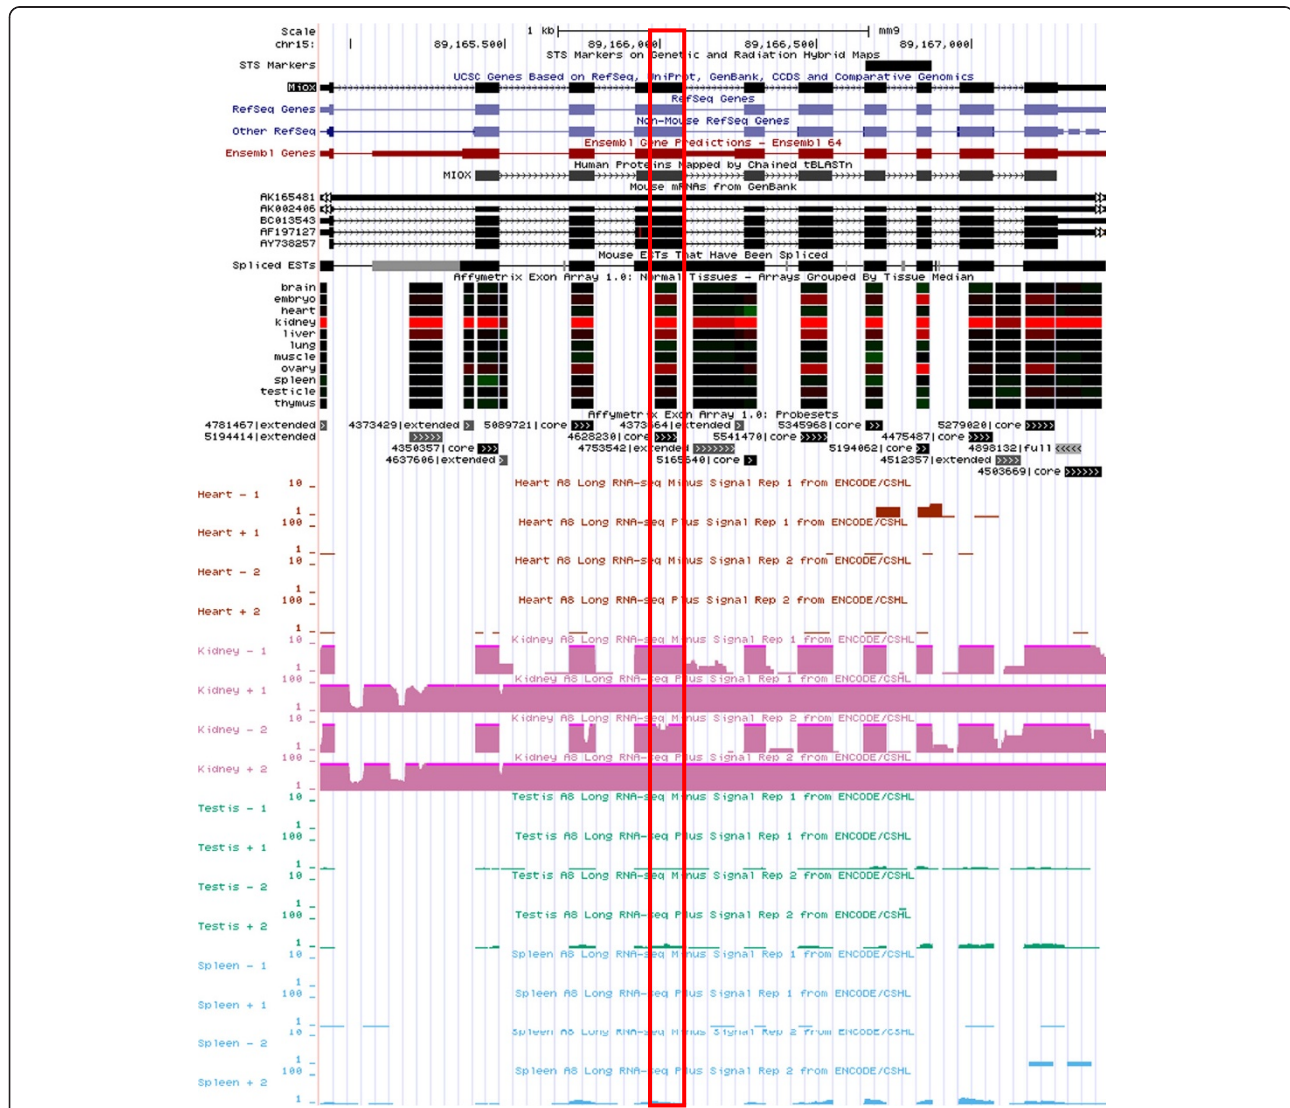 Scale 1 kb mm9
chr15: 89,165,500 89,166,000 89,166,500 89,167,000
STS Markers on Genetic and Radiation Hybrid Maps
STS Markers
UCSC Genes Based on RefSeq, UniProt, GenBank, CCDS and Comparative Genomics
Miox
RefSeq Genes
RefSeq Genes
Non-Mouse RefSeq Genes
Other RefSeq
Ensembl Gene Predictions - Ensembl 64
Ensembl Genes
Human Proteins Mapped by Chained tBLASTn
MIOX
Mouse mRNAs from GenBank
AK165481
AK002406
BC013543
AF197127
AY738257
Mouse ESTs That Have Been Spliced
Spliced ESTs
Affymetrix Exon Array 1.0: Normal Tissues - Arrays Grouped By Tissue Median
brain
embryo
heart
kidney
liver
lung
muscle
ovary
spleen
testicle
thymus
Affymetrix Exon Array 1.0: Probesets
4781467|extended 4373429|extended 5089721|core 4373664|extended 5345968|core 5279020|core
5194414|extended 4628230|core 5541470|core 4475487|core
4350357|core 4753542|extended 5194062|core 4898132|full
4637606|extended 5165640|core 4512357|extended
4503669|core
Heart A8 Long RNA-seq Minus Signal Rep 1 from ENCODE/CSHL
10
Heart - 1
1
Heart A8 Long RNA-seq Plus Signal Rep 1 from ENCODE/CSHL
100
Heart + 1
1
Heart A8 Long RNA-seq Minus Signal Rep 2 from ENCODE/CSHL
10
Heart - 2
1
Heart A8 Long RNA-seq Plus Signal Rep 2 from ENCODE/CSHL
100
Heart + 2
1
Kidney A8 Long RNA-seq Minus Signal Rep 1 from ENCODE/CSHL
10
Kidney - 1
1
Kidney A8 Long RNA-seq Plus Signal Rep 1 from ENCODE/CSHL
100
Kidney + 1
1
Kidney A8 Long RNA-seq Minus Signal Rep 2 from ENCODE/CSHL
10
Kidney - 2
1
Kidney A8 Long RNA-seq Plus Signal Rep 2 from ENCODE/CSHL
100
Kidney + 2
1
Testis A8 Long RNA-seq Minus Signal Rep 1 from ENCODE/CSHL
10
Testis - 1
1
Testis A8 Long RNA-seq Plus Signal Rep 1 from ENCODE/CSHL
100
Testis + 1
1
Testis A8 Long RNA-seq Minus Signal Rep 2 from ENCODE/CSHL
10
Testis - 2
1
Testis A8 Long RNA-seq Plus Signal Rep 2 from ENCODE/CSHL
100
Testis + 2
1
Spleen A8 Long RNA-seq Minus Signal Rep 1 from ENCODE/CSHL
10
Spleen - 1
1
Spleen A8 Long RNA-seq Plus Signal Rep 1 from ENCODE/CSHL
100
Spleen + 1
1
Spleen A8 Long RNA-seq Minus Signal Rep 2 from ENCODE/CSHL
10
Spleen - 2
1
Spleen A8 Long RNA-seq Plus Signal Rep 2 from ENCODE/CSHL
100
Spleen + 2
1